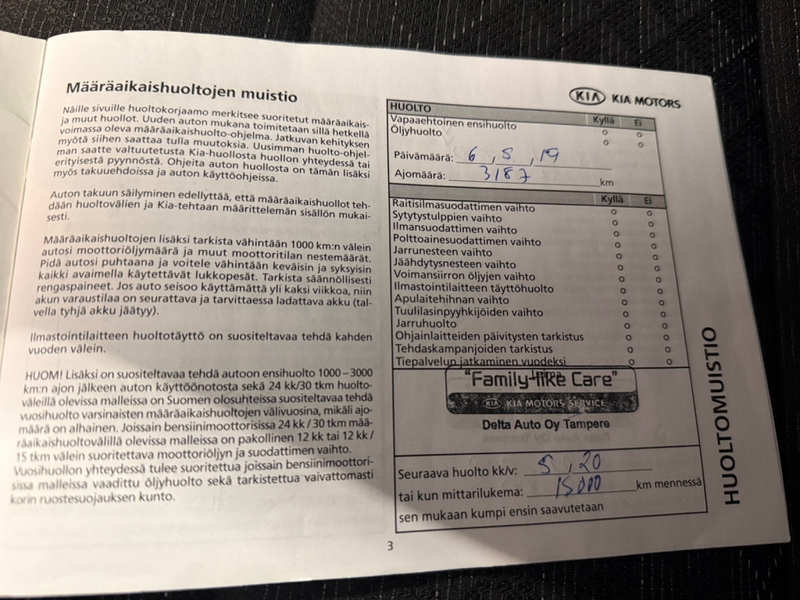 Määräaikaishuoltojen muistio
Näille sivuille huoltokorjaamo merkitsee suoritetut määräaikais-
ja muut huollot. Uuden auton mukana toimitetaan sillä hetkellä
voimassa oleva määräaikaishuolto-ohjelma. Jatkuvan kehityksen
myötä siihen saattaa tulla muutoksia. Uusimman huolto-ohjel-
man saatte valtuutetusta Kia-huollosta huollon yhteydessä tai
erityisestä pyynnöstä. Ohjeita auton huollosta on tämän lisäksi
myös takuuehdoissa ja auton käyttöohjeissa.
Auton takuun säilyminen edellyttää, että määräaikaishuollot teh-
dään huoltovälien ja Kia-tehtaan määrittelemän sisällön mukai-
sesti.
Määräaikaishuoltojen lisäksi tarkista vähintään 1000 km:n välein
autosi moottoriöljymäärä ja muut moottoritilan nestemäärät.
Pidä autosi puhtaana ja voitele vähintään keväisin ja syksyisin
kaikki avaimella käytettävät lukkopesät. Tarkista säännöllisesti
rengaspaineet. Jos auto seisoo käyttämättä yli kaksi viikkoa, niin
akun varaustilaa on seurattava ja tarvittaessa ladattava akku (tal-
vella tyhjä akku jäätyy).
Ilmastointilaitteen huoltotäyttö on suositeltavaa tehdä kahden
vuoden välein.
HUOM! Lisäksi on suositeltavaa tehdä autoon ensihuolto 1000–3000
km:n ajon jälkeen auton käyttöönotosta sekä 24 kk/30 tkm huolto-
väleillä olevissa malleissa on Suomen olosuhteissa suositeltavaa tehdä
vuosihuolto varsinaisten määräaikaishuoltojen välivuosina, mikäli ajo-
määrä on alhainen. Joissain bensiinimoottorisissa 24 kk / 30 tkm mää-
räaikaishuoltovälillä olevissa malleissa on pakollinen 12 kk tai 12 kk /
15 tkm välein suoritettava moottoriöljyn ja suodattimen vaihto.
Vuosihuollon yhteydessä tulee suoritettua joissain bensiinimoottori-
sissa malleissa vaadittu öljyhuolto sekä tarkistettua vaivattomasti
korin ruostesuojauksen kunto.
KIA KIA MOTORS
HUOLTO Kyllä Ei
Vapaaehtoinen ensihuolto
Öljyhuolto
Päivämäärä: 6,5,19
Ajomäärä: 3187 km
Kyllä Ei
Raitisilmasuodattimen vaihto
Sytytystulppien vaihto
Ilmansuodattimen vaihto
Polttoainesuodattimen vaihto
Jarrunesteen vaihto
Jäähdytysnesteen vaihto
Voimansiirron öljyjen vaihto
Ilmastointilaitteen täyttöhuolto
Apulaitehihnan vaihto
Tuulilasinpyyhkijöiden vaihto
Jarruhuolto
Ohjainlaitteiden päivitysten tarkistus
Tehdaskampanjoiden tarkistus
Tiepalvelun jatkaminen vuodeksi
Leima
"Family-like Care"
KIA KIA MOTORS SERVICE
Delta Auto Oy Tampere
Seuraava huolto kk/v: 5,20
tai kun mittarilukema: 15000 km mennessä
sen mukaan kumpi ensin saavutetaan
HUOLTOMUISTIO
3